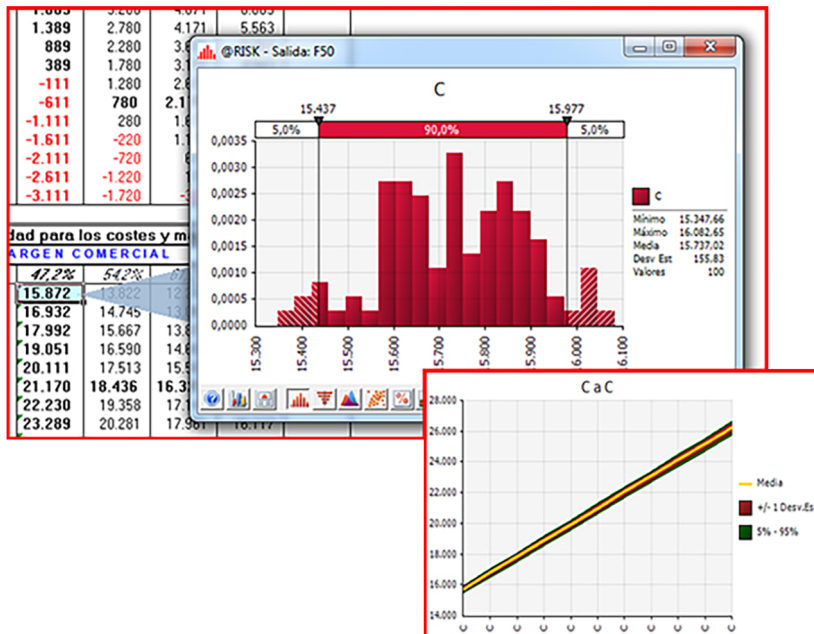 1.389 2.780 4.171 5.563
889 2.280
389 1.780
-111 1.280
-611 780
-1.111 280
-1.621 -220
-2.111 -720
-2.611 -1.220
-3.111 -1.720
@RISK - Salida: F50
C
15.437 15.977
5,0% 90,0% 5,0%
0,0035
0,0030
0,0025
0,0020
0,0015
0,0010
0,0005
0,0000
15.300 15.400 15.500 15.600 15.700 15.800 15.900 16.000 16.100
C
Mínimo 15.347,66
Máximo 16.082,65
Media 15.737,02
Desv Est 155,83
Valores 100
para los costes y
COMERCIAL
47,2% 54,2%
15.872 13.822
16.932 14.745
17.992 15.667
19.051 16.590
20.111 17.513
21.170 18.436
22.230 19.358
23.289 20.281 17.961 16.117
C a C
28.000
26.000
24.000
22.000
20.000
18.000
16.000
14.000
C C C C C C C C C C
Media
+/- 1 Desv.Es
5% - 95%